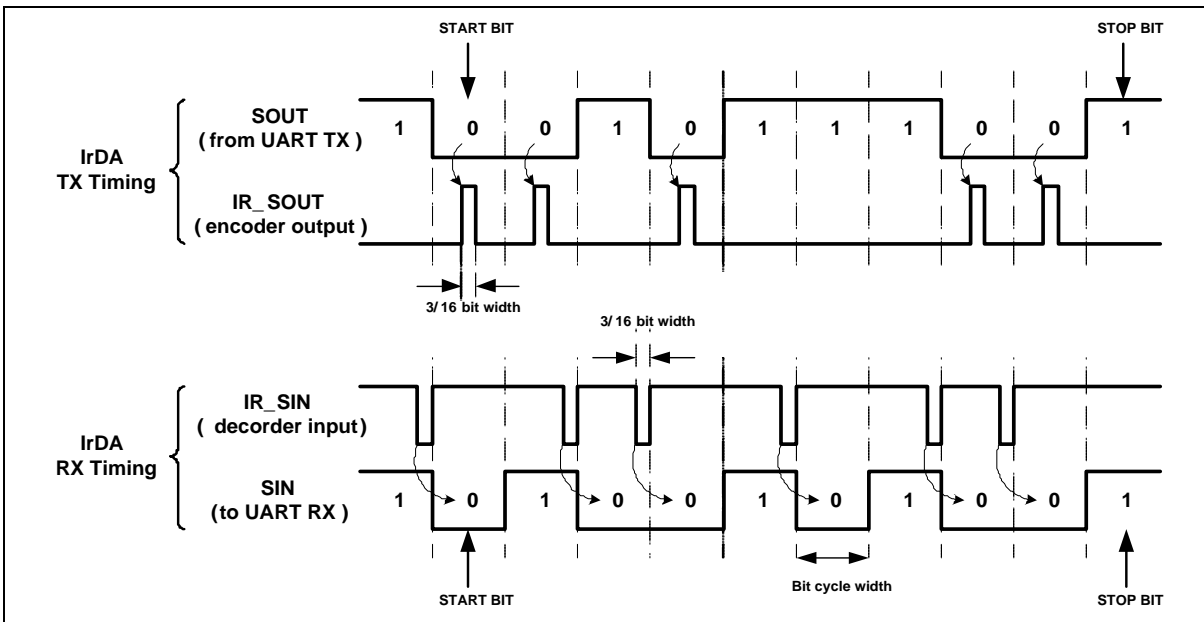 START BIT
STOP BIT
SOUT
( from UART TX )
1 0 0 1 0 1 1 1 0 0 1
IrDA
TX Timing
IR_SOUT
( encoder output )
3/16 bit width
3/16 bit width
IR_SIN
( decorder input)
IrDA
RX Timing
SIN
(to UART RX )
1 0 1 0 0 1 0 1 0 0 1
Bit cycle width
START BIT
STOP BIT